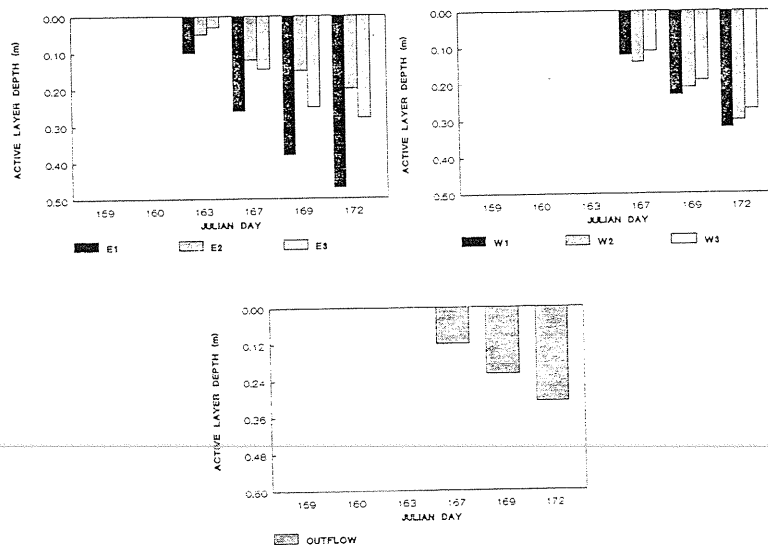 ACTIVE LAYER DEPTH (m)
0.00
0.10
0.20
0.30
0.40
0.50
159 160 163 167 169 172
JULIAN DAY
E1 E2 E3
ACTIVE LAYER DEPTH (m)
0.00
0.10
0.20
0.30
0.40
0.50
159 160 163 167 169 172
JULIAN DAY
W1 W2 W3
ACTIVE LAYER DEPTH (m)
0.00
0.12
0.24
0.36
0.48
0.60
159 160 163 167 169 172
JULIAN DAY
OUTFLOW